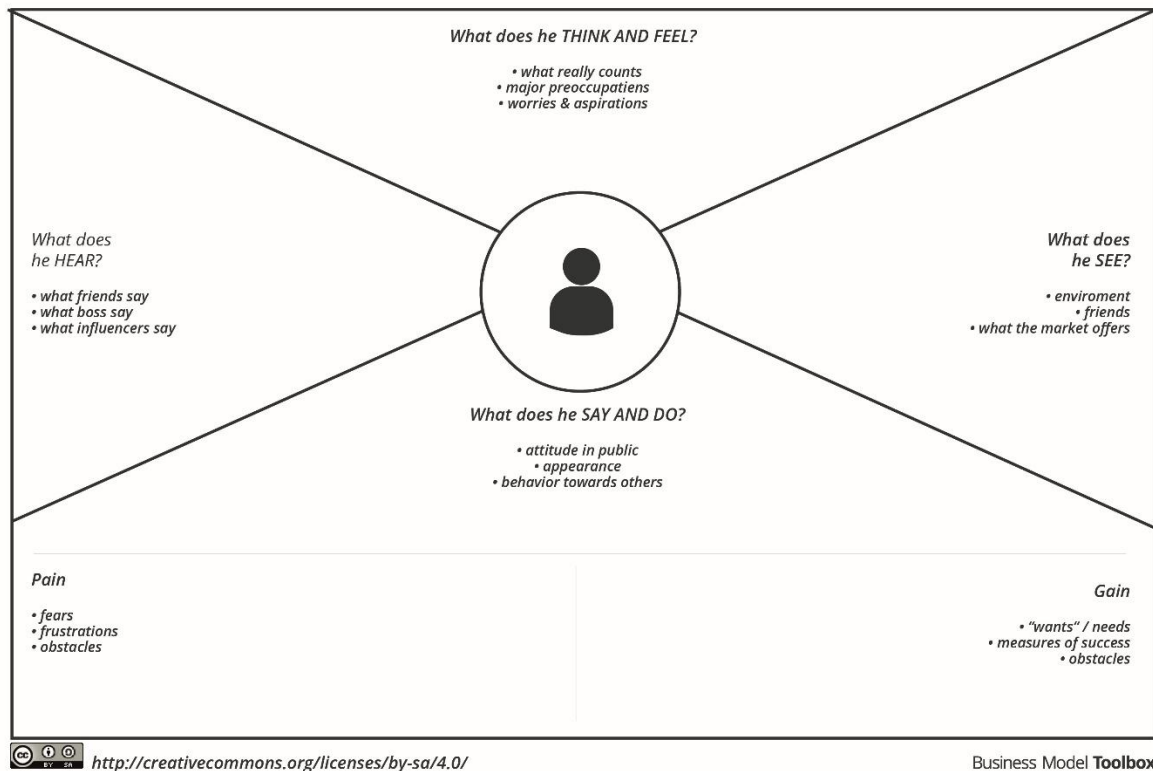 What does he THINK AND FEEL?
• what really counts
• major preoccupatiens
• worries & aspirations
What does
he HEAR?
• what friends say
• what boss say
• what influencers say
What does
he SEE?
• enviroment
• friends
• what the market offers
What does he SAY AND DO?
• attitude in public
• appearance
• behavior towards others
Pain
• fears
• frustrations
• obstacles
Gain
• “wants“ / needs
• measures of success
• obstacles
cc BY SA
http://creativecommons.org/licenses/by-sa/4.0/
Business Model Toolbox